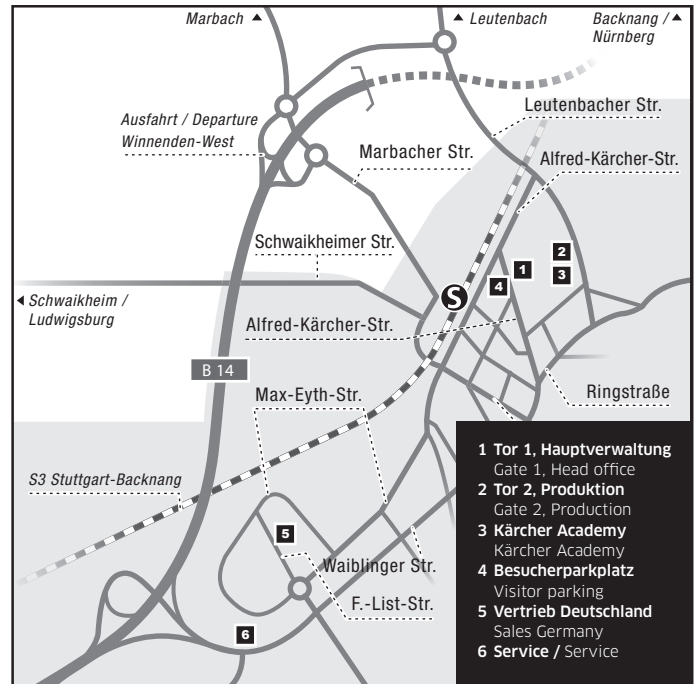 Marbach ▲
▲ Leutenbach
Backnang / ▲
Nürnberg
Ausfahrt / Departure
Winnenden-West
Leutenbacher Str.
Marbacher Str.
Alfred-Kärcher-Str.
Schwaikheimer Str.
2
1
3
4
S
◀ Schwaikheim /
Ludwigsburg
Alfred-Kärcher-Str.
B 14
Max-Eyth-Str.
Ringstraße
S3 Stuttgart-Backnang
5
Waiblinger Str.
F.-List-Str.
6
1 Tor 1, Hauptverwaltung
Gate 1, Head office
2 Tor 2, Produktion
Gate 2, Production
3 Kärcher Academy
Kärcher Academy
4 Besucherparkplatz
Visitor parking
5 Vertrieb Deutschland
Sales Germany
6 Service / Service